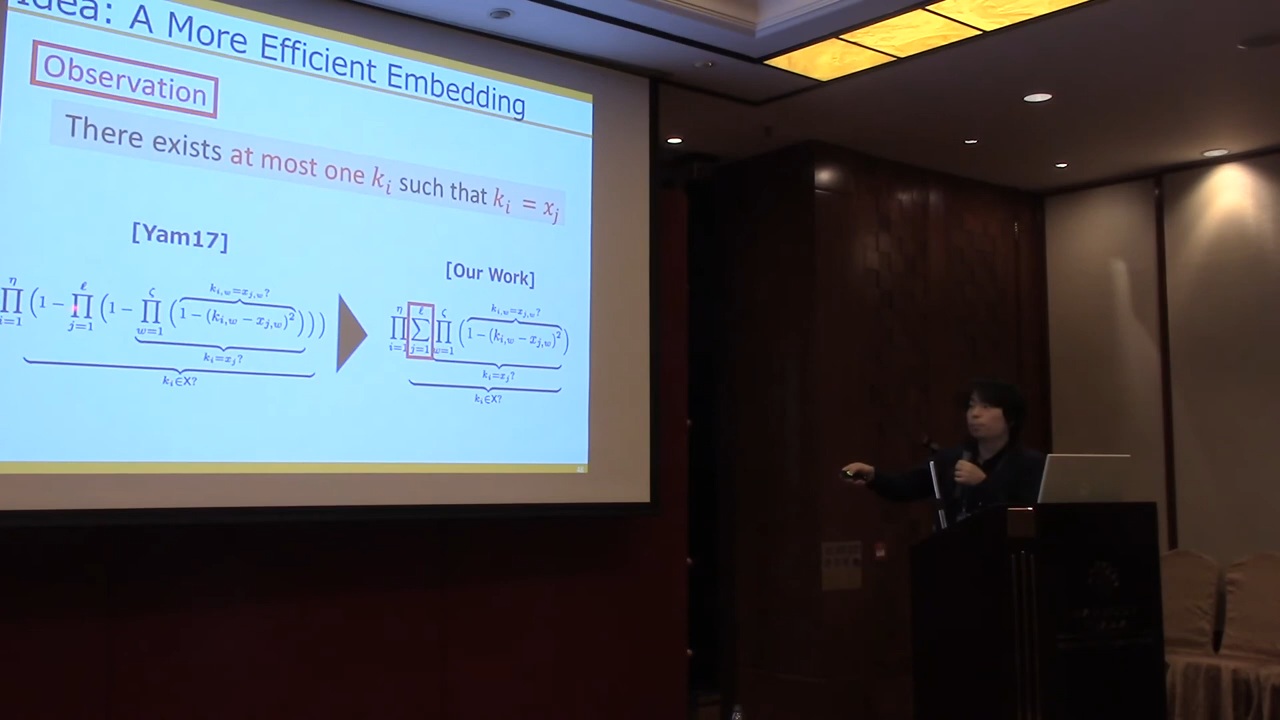 Idea: A More Efficient Embedding
Observation
There exists at most one k_i such that k_i = x_j
[Yam17]
[Our Work]
k_{i,w}=x_{j,w}?
∏_{i=1}^{η} (1 − ∏_{j=1}^{ℓ} (1 − ∏_{w=1}^{ζ} (1 − (k_{i,w} − x_{j,w})^2)))
k_i=x_j?
k_i∈X?
k_{i,w}=x_{j,w}?
∏_{i=1}^{η} ∑_{j=1}^{ℓ} ∏_{w=1}^{ζ} (1 − (k_{i,w} − x_{j,w})^2)
k_i=x_j?
k_i∈X?